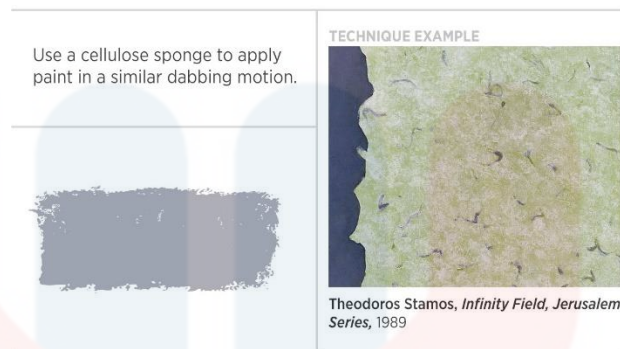 Use a cellulose sponge to apply
paint in a similar dabbing motion.
TECHNIQUE EXAMPLE
Theodoros Stamos, Infinity Field, Jerusalem
Series, 1989